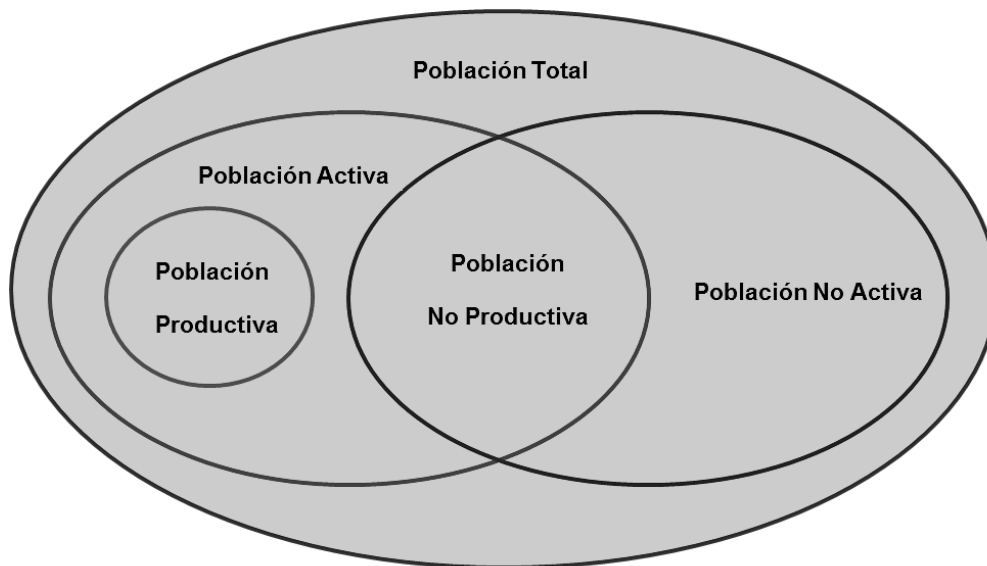 Población Total
Población Activa
Población
Productiva
Población
No Productiva
Población No Activa